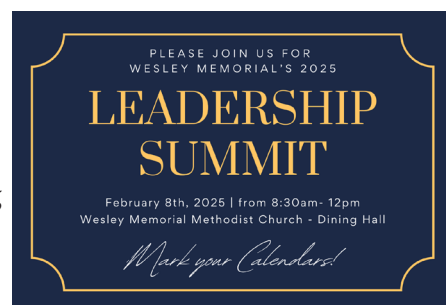 PLEASE JOIN US FOR
WESLEY MEMORIAL'S 2025
LEADERSHIP
SUMMIT
February 8th, 2025 | from 8:30am- 12pm
Wesley Memorial Methodist Church - Dining Hall
Mark your Calendars!